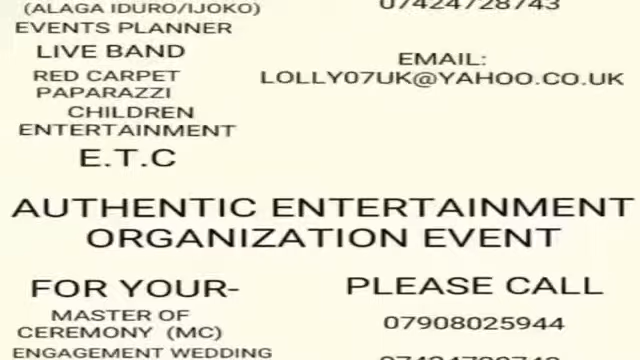 (ALAGA IDURO/IJOKO)
EVENTS PLANNER
LIVE BAND
RED CARPET
PAPARAZZI
CHILDREN
ENTERTAINMENT
E.T.C
07424728743
EMAIL:
LOLLY07UK@YAHOO.CO.UK
AUTHENTIC ENTERTAINMENT
ORGANIZATION EVENT
FOR YOUR-
MASTER OF
CEREMONY (MC)
ENGAGEMENT WEDDING
PLEASE CALL
07908025944